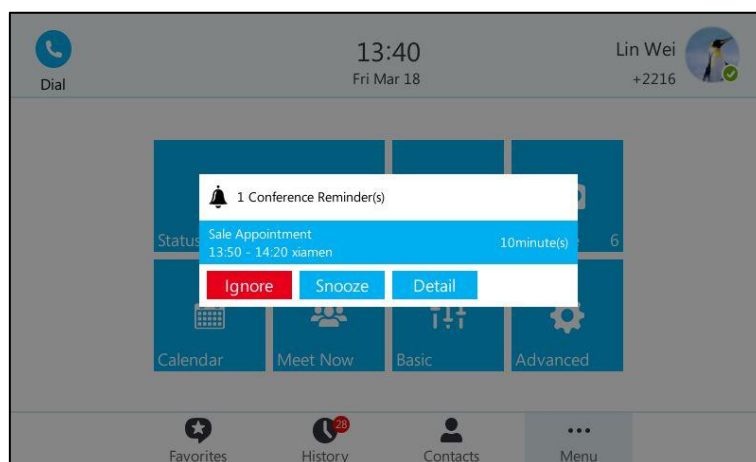 13:40
Lin Wei
Dial
Fri Mar 18
+2216
1 Conference Reminder(s)
Sale Appointment
10minute(s)
13:50 - 14:20 xiamen
Status
6
Ignore
Snooze
Detail
Calendar
Meet Now
Basic
Advanced
28
Favorites
History
Contacts
Menu